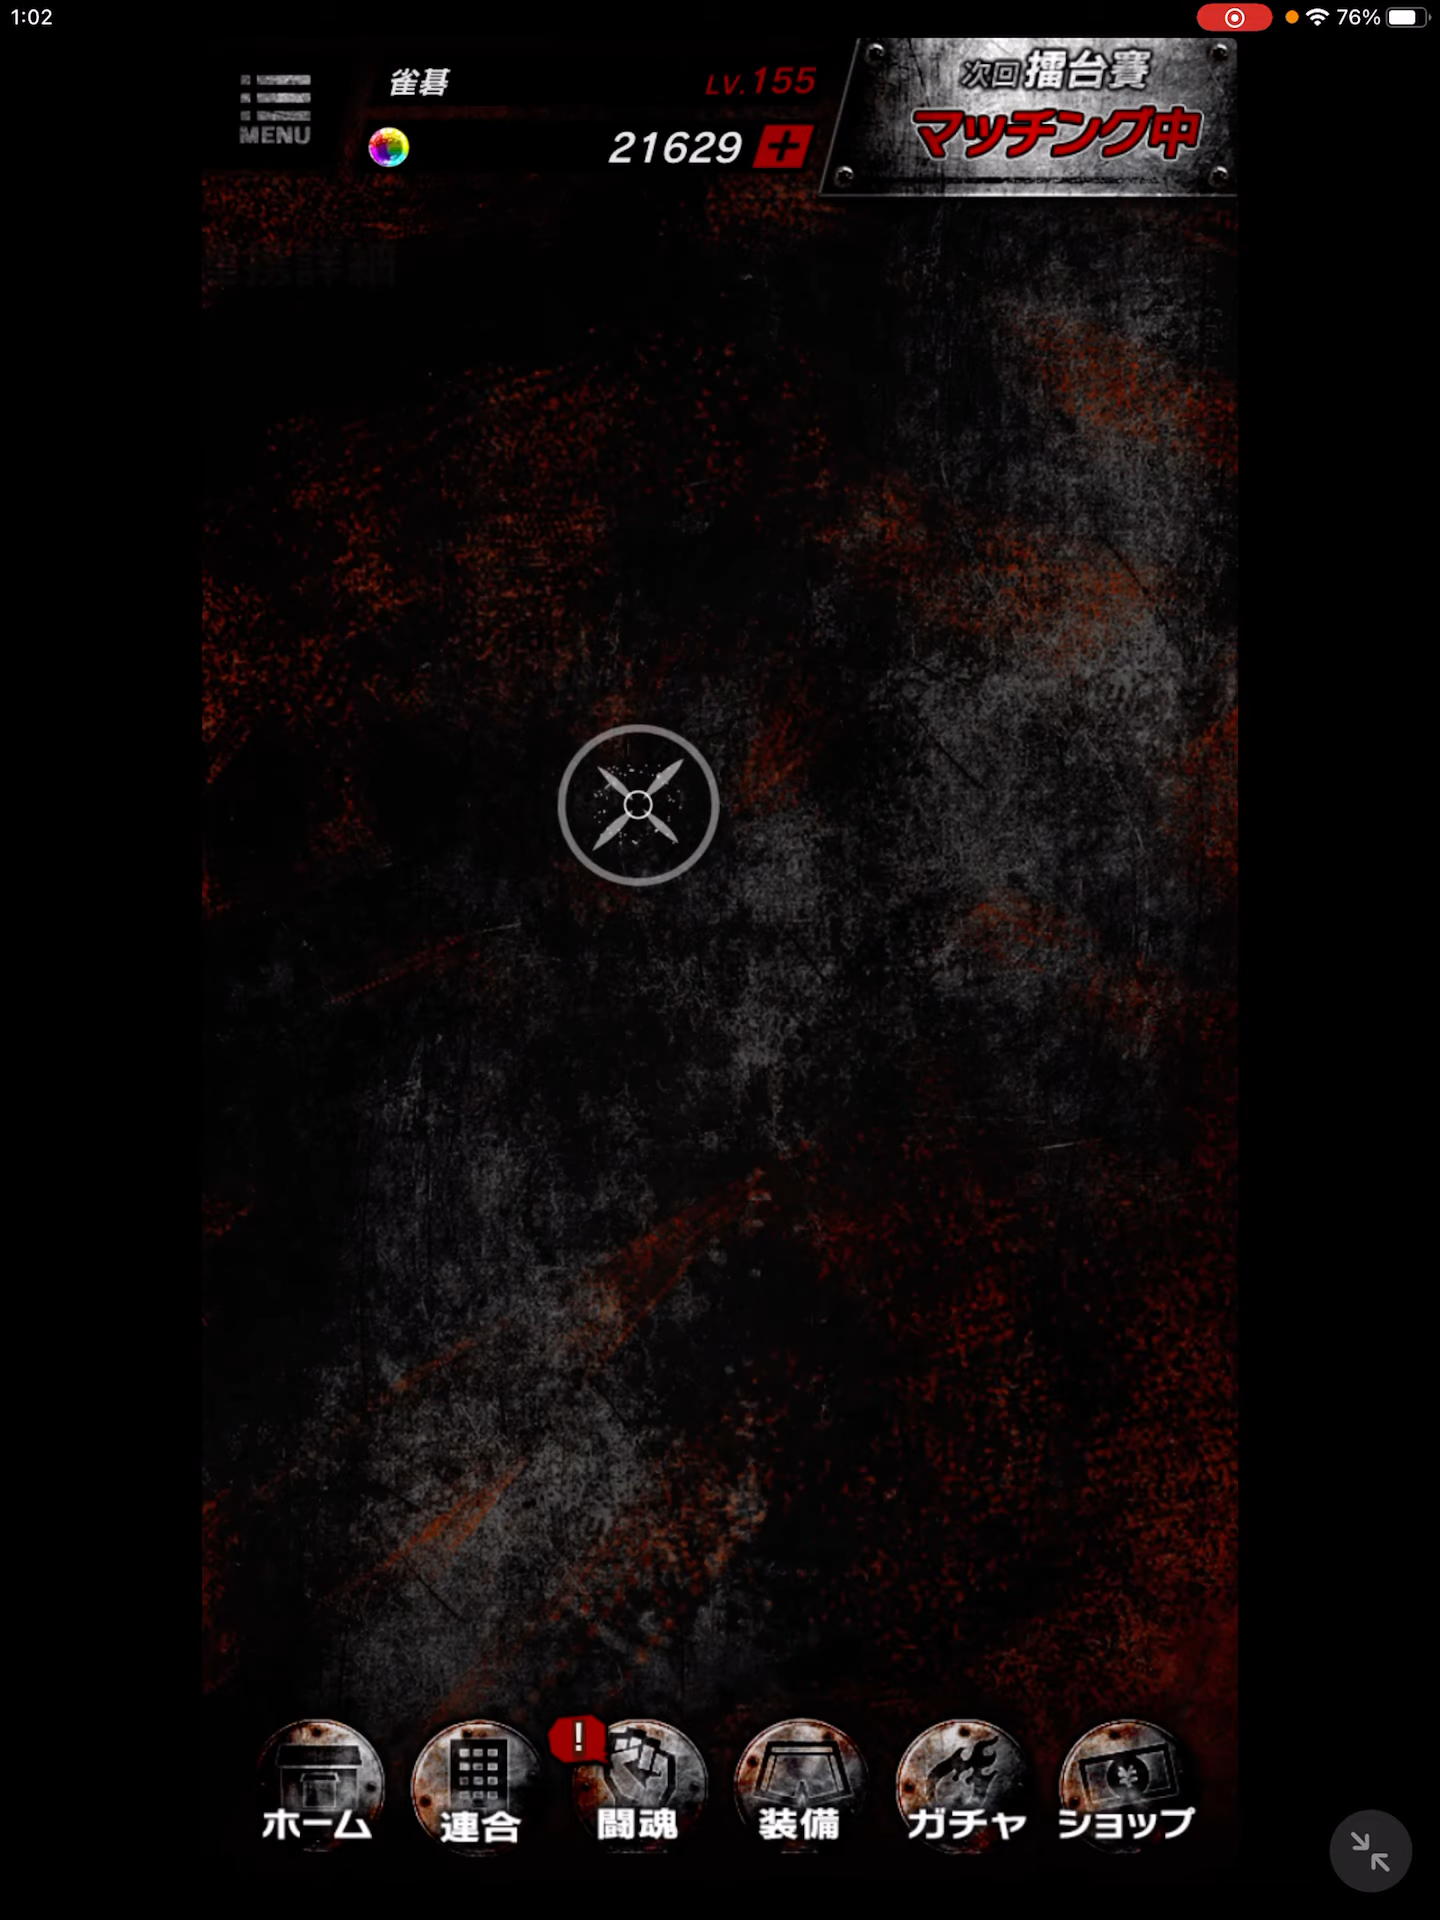 1:02
76%
MENU
雀碁
LV.155
21629
次回擂台賽
マッチング中
!
ホーム
連合
闘魂
装備
ガチャ
ショップ